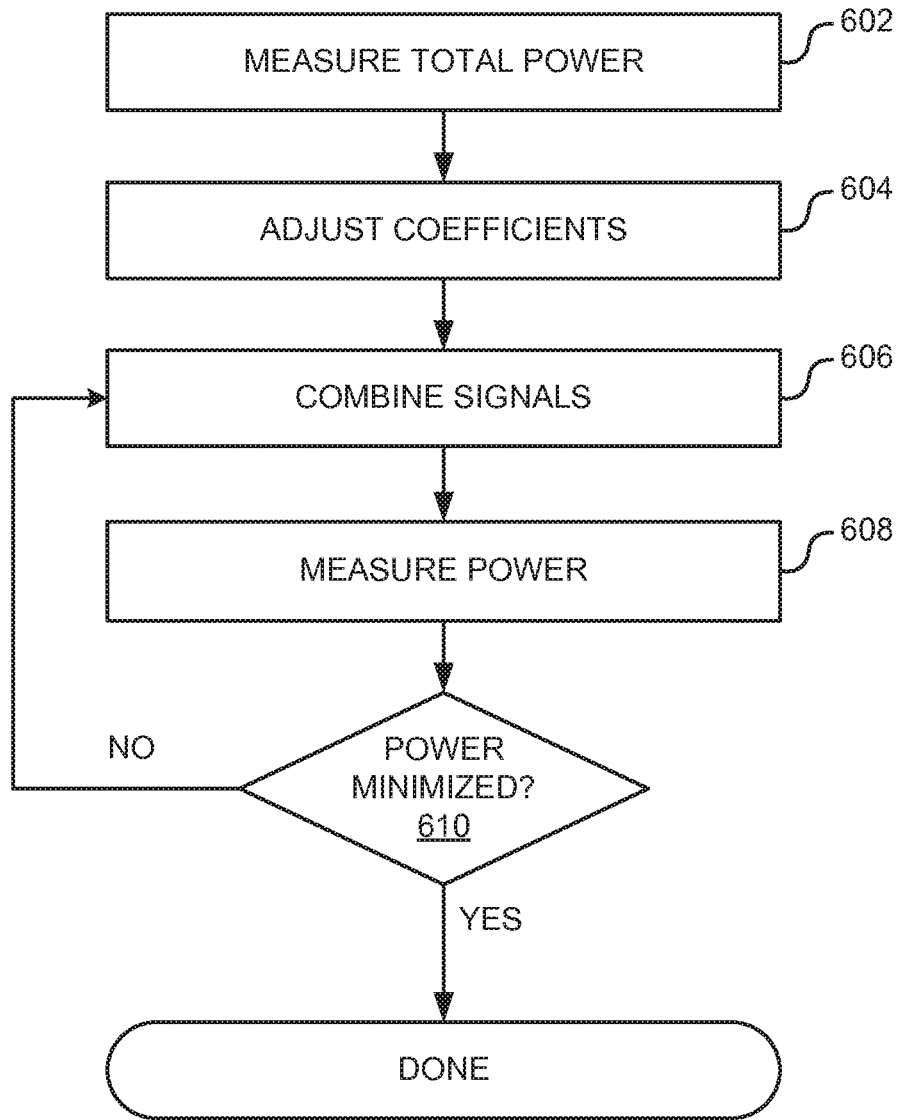 MEASURE TOTAL POWER
602
ADJUST COEFFICIENTS
604
COMBINE SIGNALS
606
MEASURE POWER
608
POWER
MINIMIZED?
610
NO
YES
DONE